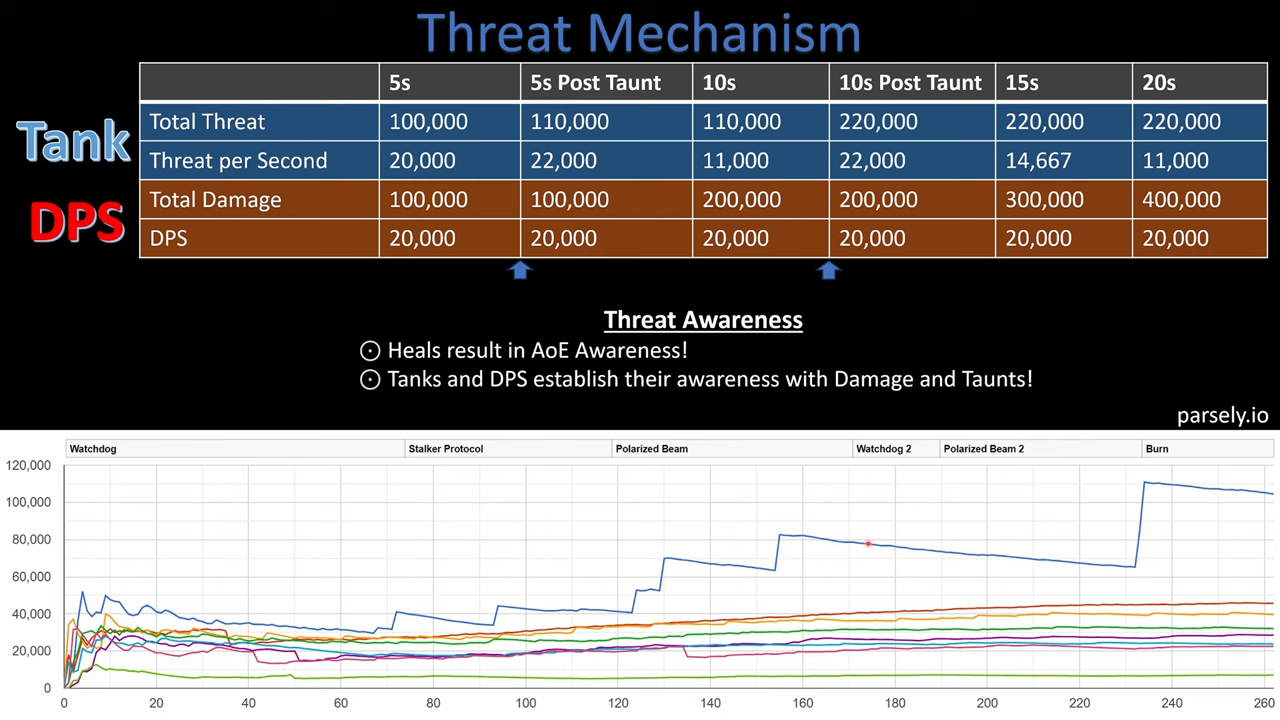 Threat Mechanism
5s 5s Post Taunt 10s 10s Post Taunt 15s 20s
Tank
Total Threat 100,000 110,000 110,000 220,000 220,000 220,000
Threat per Second 20,000 22,000 11,000 22,000 14,667 11,000
DPS
Total Damage 100,000 100,000 200,000 200,000 300,000 400,000
DPS 20,000 20,000 20,000 20,000 20,000 20,000
Threat Awareness
Heals result in AoE Awareness!
Tanks and DPS establish their awareness with Damage and Taunts!
parsely.io
Watchdog Stalker Protocol Polarized Beam Watchdog 2 Polarized Beam 2 Burn
120,000
100,000
80,000
60,000
40,000
20,000
0
0 20 40 60 80 100 120 140 160 180 200 220 240 260